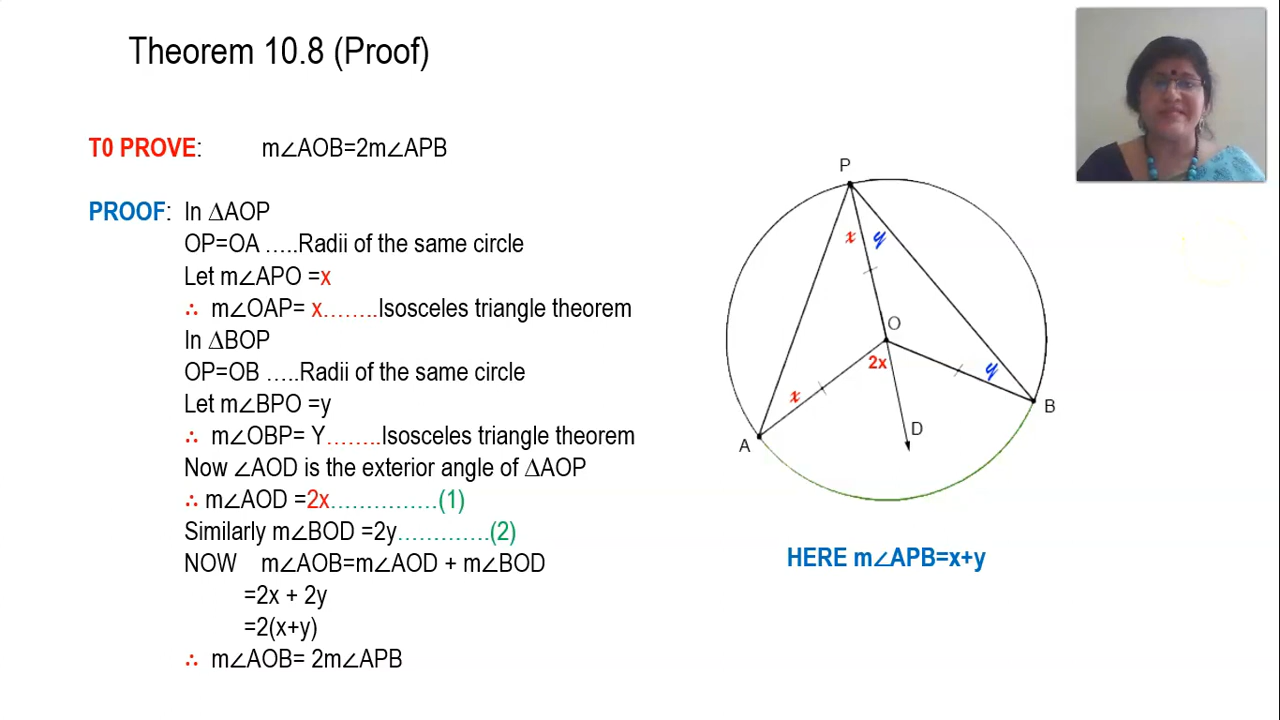 Theorem 10.8 (Proof)
T0 PROVE: m∠AOB=2m∠APB
PROOF: In ∆AOP
OP=OA …..Radii of the same circle
Let m∠APO =x
∴ m∠OAP= x……..Isosceles triangle theorem
In ∆BOP
OP=OB …..Radii of the same circle
Let m∠BPO =y
∴ m∠OBP= Y……..Isosceles triangle theorem
Now ∠AOD is the exterior angle of ∆AOP
∴ m∠AOD =2x……………(1)
Similarly m∠BOD =2y………….(2)
NOW m∠AOB=m∠AOD + m∠BOD
=2x + 2y
=2(x+y)
∴ m∠AOB= 2m∠APB
P
x y
O
2x
y
x
B
D
A
HERE m∠APB=x+y